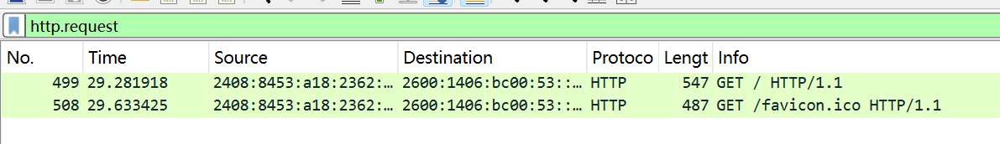 http.request
No. Time Source Destination Protoco Lengt Info
499 29.281918 2408:8453:a18:2362:… 2600:1406:bc00:53::… HTTP 547 GET / HTTP/1.1
508 29.633425 2408:8453:a18:2362:… 2600:1406:bc00:53::… HTTP 487 GET /favicon.ico HTTP/1.1